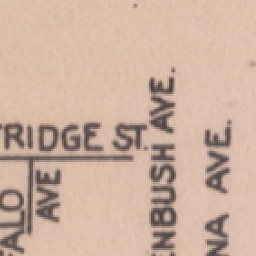 TRIDGE ST.
FALO
AVE
ENBUSH AVE.
NA AVE.